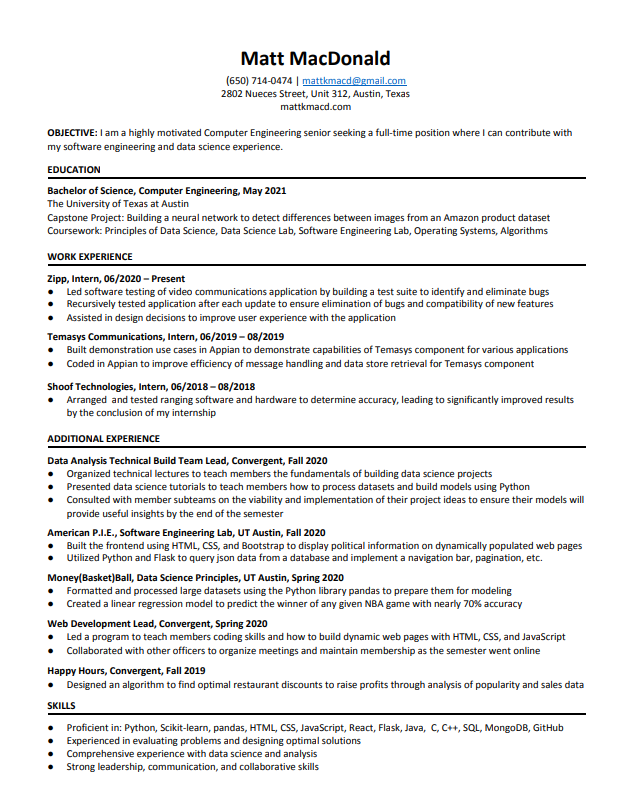 Matt MacDonald
(650) 714-0474 | mattkmacd@gmail.com
2802 Nueces Street, Unit 312, Austin, Texas
mattkmacd.com
OBJECTIVE: I am a highly motivated Computer Engineering senior seeking a full-time position where I can contribute with
my software engineering and data science experience.
EDUCATION
Bachelor of Science, Computer Engineering, May 2021
The University of Texas at Austin
Capstone Project: Building a neural network to detect differences between images from an Amazon product dataset
Coursework: Principles of Data Science, Data Science Lab, Software Engineering Lab, Operating Systems, Algorithms
WORK EXPERIENCE
Zipp, Intern, 06/2020 – Present
● Led software testing of video communications application by building a test suite to identify and eliminate bugs
● Recursively tested application after each update to ensure elimination of bugs and compatibility of new features
● Assisted in design decisions to improve user experience with the application
Temasys Communications, Intern, 06/2019 – 08/2019
● Built demonstration use cases in Appian to demonstrate capabilities of Temasys component for various applications
● Coded in Appian to improve efficiency of message handling and data store retrieval for Temasys component
Shoof Technologies, Intern, 06/2018 – 08/2018
● Arranged and tested ranging software and hardware to determine accuracy, leading to significantly improved results
by the conclusion of my internship
ADDITIONAL EXPERIENCE
Data Analysis Technical Build Team Lead, Convergent, Fall 2020
● Organized technical lectures to teach members the fundamentals of building data science projects
● Presented data science tutorials to teach members how to process datasets and build models using Python
● Consulted with member subteams on the viability and implementation of their project ideas to ensure their models will
provide useful insights by the end of the semester
American P.I.E., Software Engineering Lab, UT Austin, Fall 2020
● Built the frontend using HTML, CSS, and Bootstrap to display political information on dynamically populated web pages
● Utilized Python and Flask to query json data from a database and implement a navigation bar, pagination, etc.
Money(Basket)Ball, Data Science Principles, UT Austin, Spring 2020
● Formatted and processed large datasets using the Python library pandas to prepare them for modeling
● Created a linear regression model to predict the winner of any given NBA game with nearly 70% accuracy
Web Development Lead, Convergent, Spring 2020
● Led a program to teach members coding skills and how to build dynamic web pages with HTML, CSS, and JavaScript
● Collaborated with other officers to organize meetings and maintain membership as the semester went online
Happy Hours, Convergent, Fall 2019
● Designed an algorithm to find optimal restaurant discounts to raise profits through analysis of popularity and sales data
SKILLS
● Proficient in: Python, Scikit-learn, pandas, HTML, CSS, JavaScript, React, Flask, Java, C, C++, SQL, MongoDB, GitHub
● Experienced in evaluating problems and designing optimal solutions
● Comprehensive experience with data science and analysis
● Strong leadership, communication, and collaborative skills